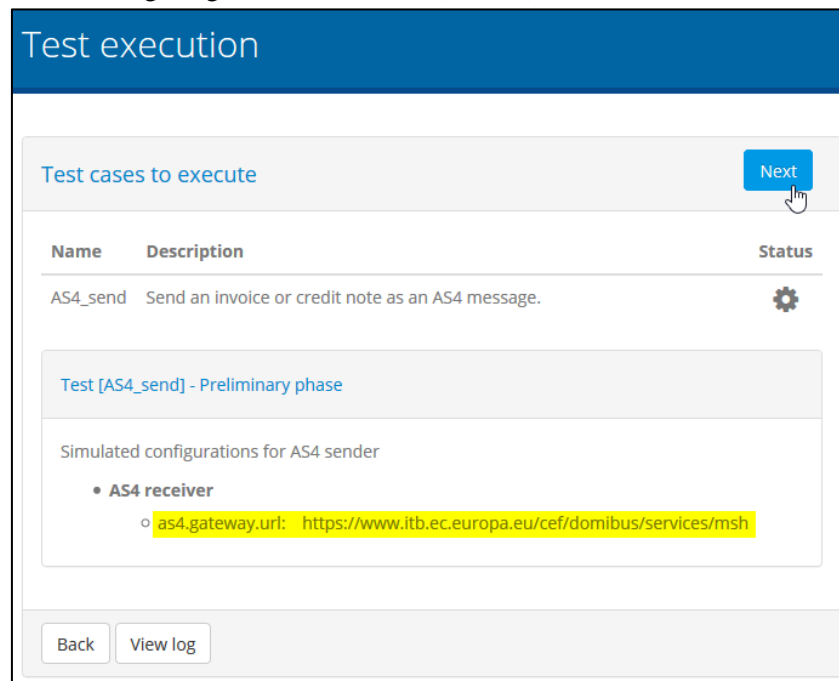 Test execution
Test cases to execute
Next
Name Description Status
AS4_send Send an invoice or credit note as an AS4 message.
Test [AS4_send] - Preliminary phase
Simulated configurations for AS4 sender
• AS4 receiver
○ as4.gateway.url: https://www.itb.ec.europa.eu/cef/domibus/services/msh
Back View log